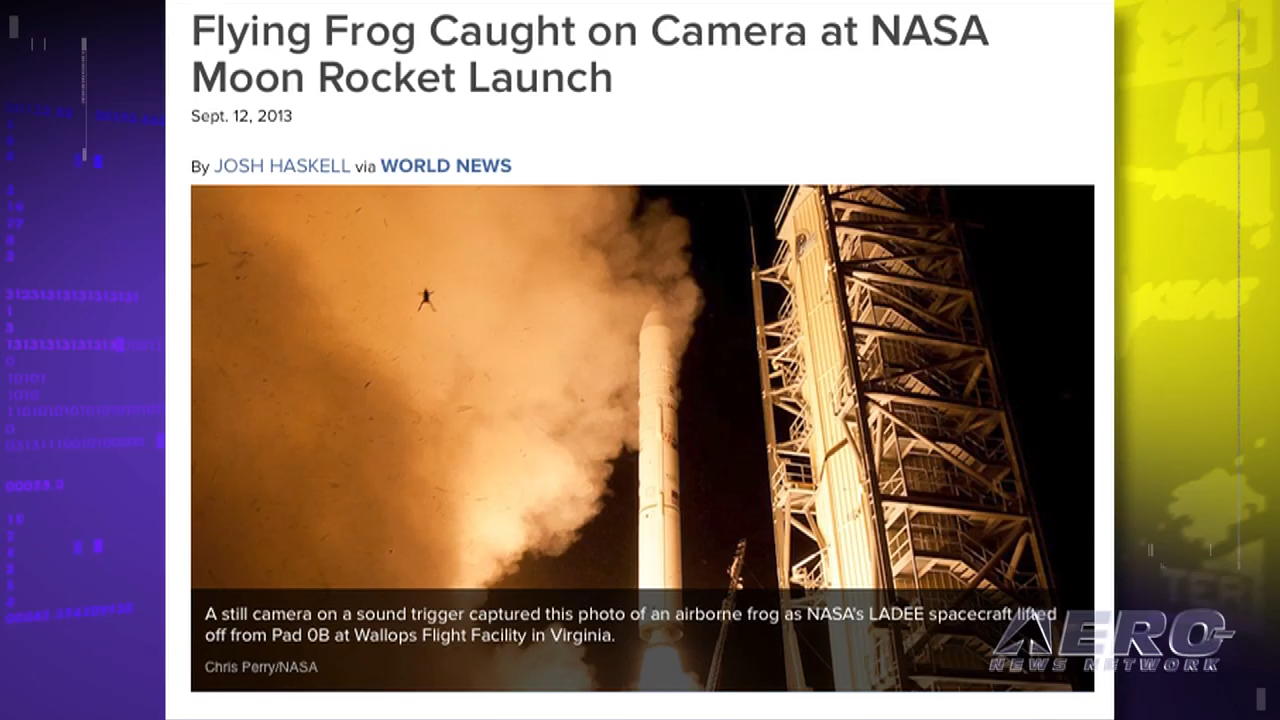 Flying Frog Caught on Camera at NASA
Moon Rocket Launch
Sept. 12, 2013
By JOSH HASKELL via WORLD NEWS
A still camera on a sound trigger captured this photo of an airborne frog as NASA's LADEE spacecraft lifted
off from Pad 0B at Wallops Flight Facility in Virginia.
Chris Perry/NASA
AERO
NEWS NETWORK